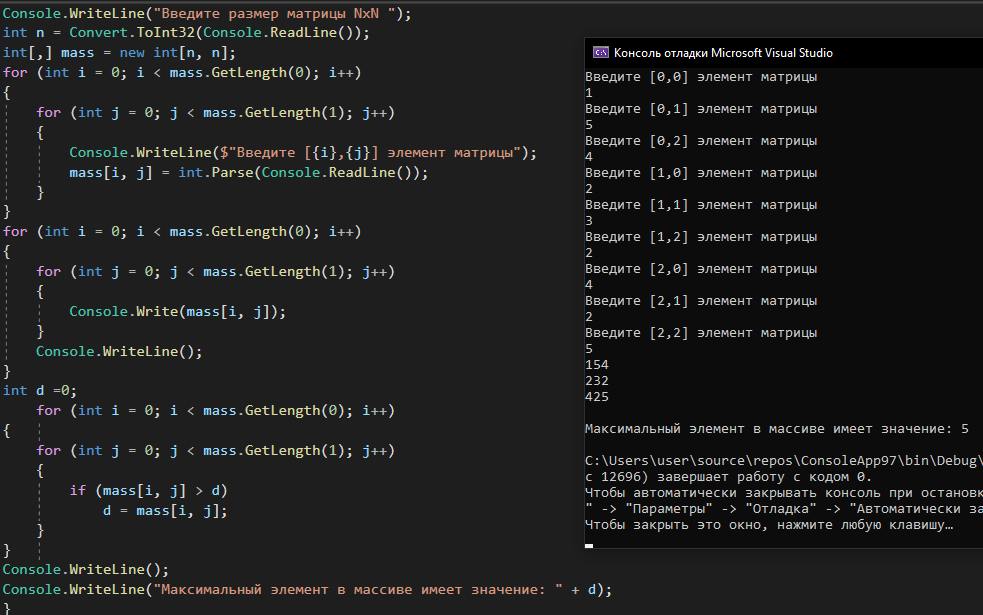 Console.WriteLine("Введите размер матрицы NxN ");
int n = Convert.ToInt32(Console.ReadLine());
int[,] mass = new int[n, n];
for (int i = 0; i < mass.GetLength(0); i++)
{
for (int j = 0; j < mass.GetLength(1); j++)
{
Console.WriteLine($"Введите [{i},{j}] элемент матрицы");
mass[i, j] = int.Parse(Console.ReadLine());
}
}
for (int i = 0; i < mass.GetLength(0); i++)
{
for (int j = 0; j < mass.GetLength(1); j++)
{
Console.Write(mass[i, j]);
}
Console.WriteLine();
}
int d =0;
for (int i = 0; i < mass.GetLength(0); i++)
{
for (int j = 0; j < mass.GetLength(1); j++)
{
if (mass[i, j] > d)
d = mass[i, j];
}
}
Console.WriteLine();
Console.WriteLine("Максимальный элемент в массиве имеет значение: " + d);
}
Консоль отладки Microsoft Visual Studio
Введите [0,0] элемент матрицы
1
Введите [0,1] элемент матрицы
5
Введите [0,2] элемент матрицы
4
Введите [1,0] элемент матрицы
2
Введите [1,1] элемент матрицы
3
Введите [1,2] элемент матрицы
2
Введите [2,0] элемент матрицы
4
Введите [2,1] элемент матрицы
2
Введите [2,2] элемент матрицы
5
154
232
425
Максимальный элемент в массиве имеет значение: 5
C:\Users\user\source\repos\ConsoleApp97\bin\Debug\
с 12696) завершает работу с кодом 0.
Чтобы автоматически закрывать консоль при остановк
" -> "Параметры" -> "Отладка" -> "Автоматически за
Чтобы закрыть это окно, нажмите любую клавишу…